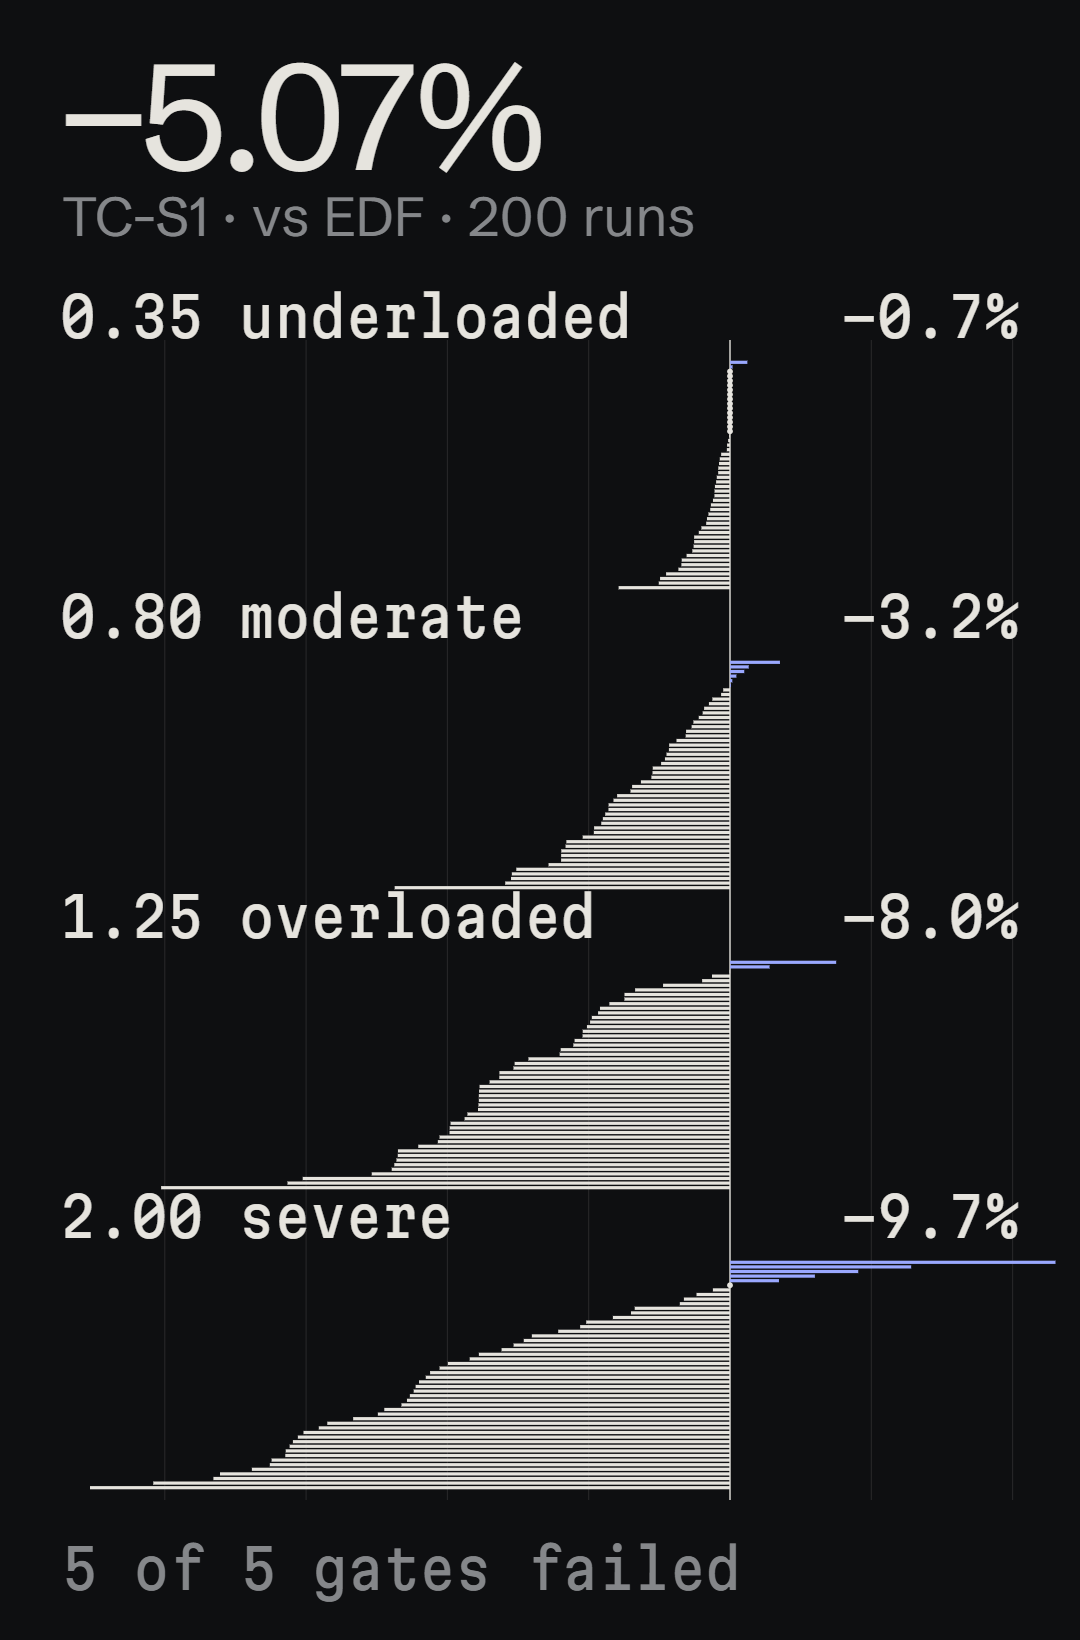 −5.07%
TC-S1 · vs EDF · 200 runs
0.35 underloaded −0.7%
0.80 moderate −3.2%
1.25 overloaded −8.0%
2.00 severe −9.7%
5 of 5 gates failed